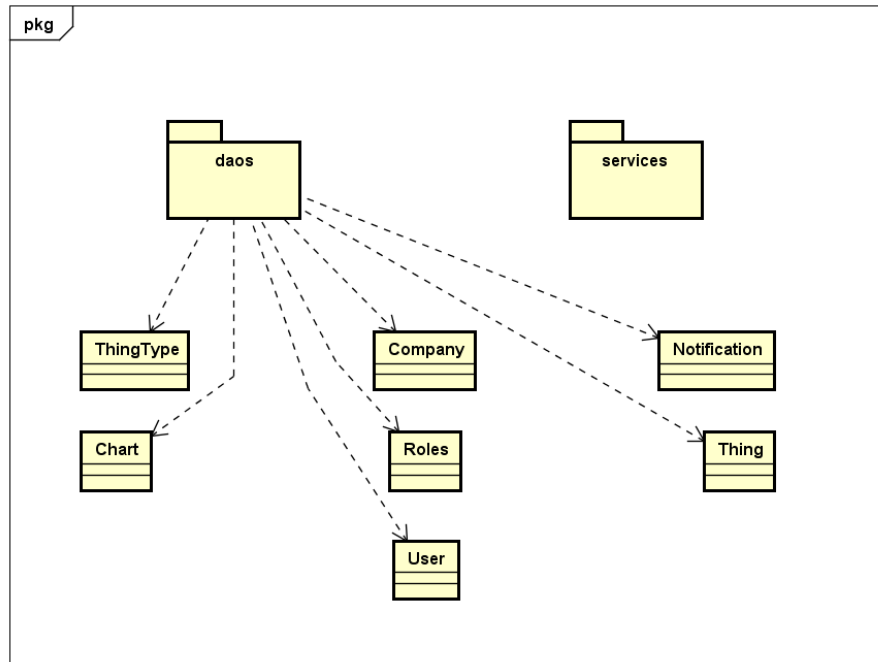 pkg
daos
services
ThingType
Company
Notification
Chart
Roles
Thing
User